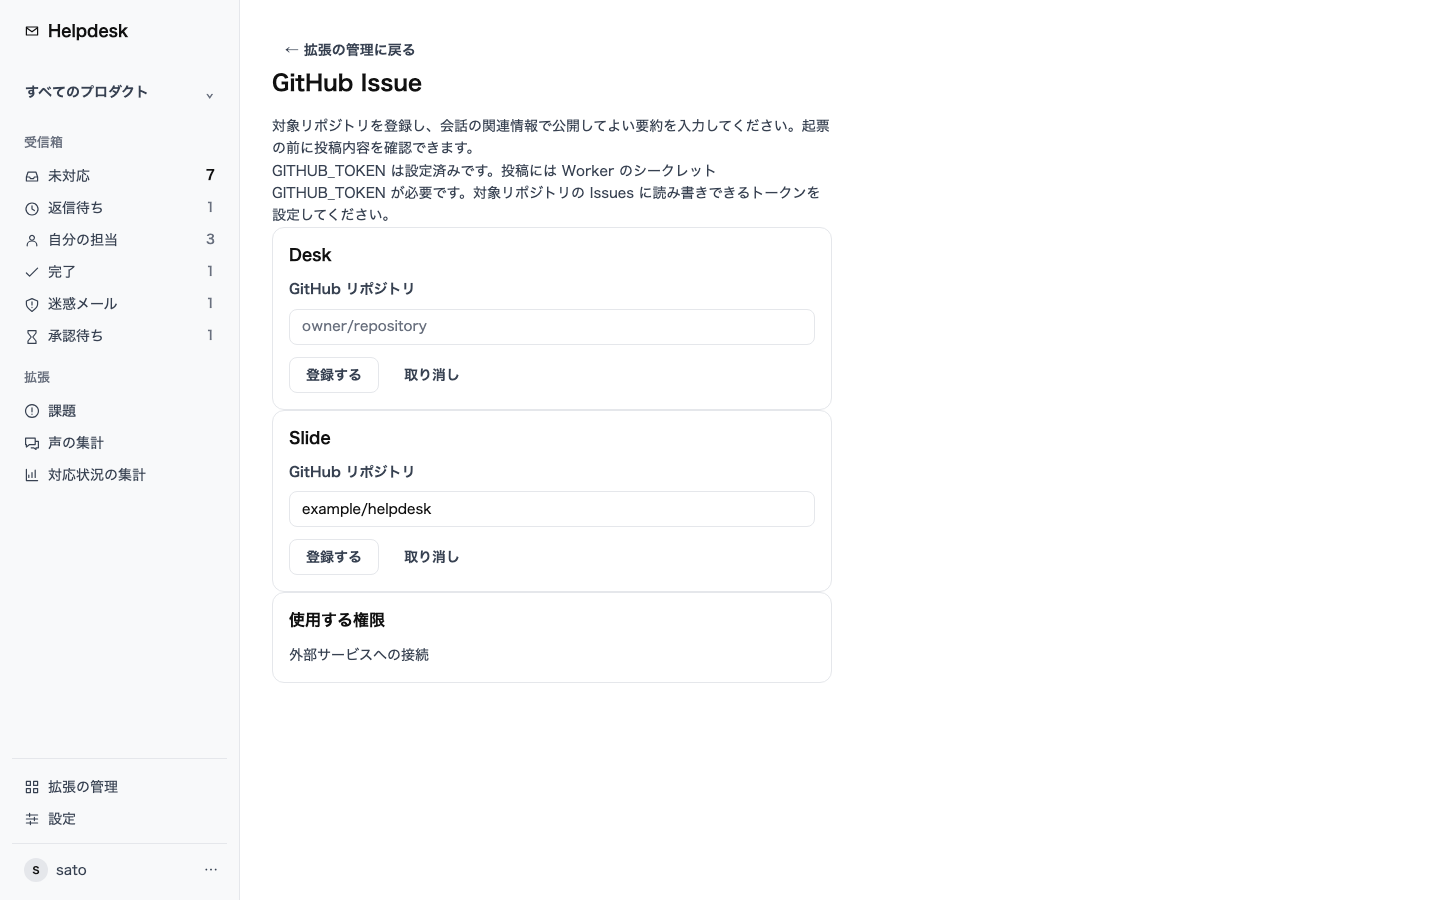 Helpdesk
すべてのプロダクト
受信箱
未対応 7
返信待ち 1
自分の担当 3
完了 1
迷惑メール 1
承認待ち 1
拡張
課題
声の集計
対応状況の集計
拡張の管理
設定
S sato ...
← 拡張の管理に戻る
GitHub Issue
対象リポジトリを登録し、会話の関連情報で公開してよい要約を入力してください。起票
の前に投稿内容を確認できます。
GITHUB_TOKEN は設定済みです。投稿には Worker のシークレット
GITHUB_TOKEN が必要です。対象リポジトリの Issues に読み書きできるトークンを
設定してください。
Desk
GitHub リポジトリ
owner/repository
登録する 取り消し
Slide
GitHub リポジトリ
example/helpdesk
登録する 取り消し
使用する権限
外部サービスへの接続